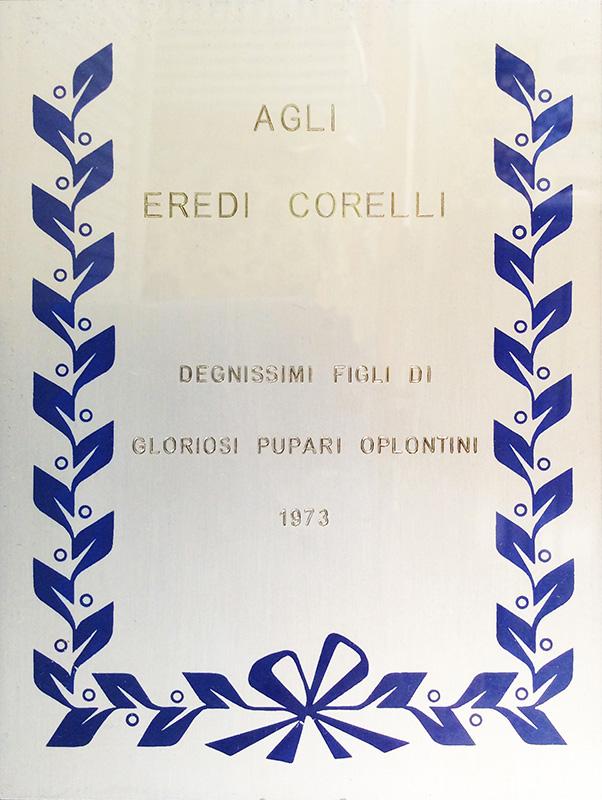 AGLI
EREDI CORELLI
DEGNISSIMI FIGLI DI
GLORIOSI PUPARI OPLONTINI
1973